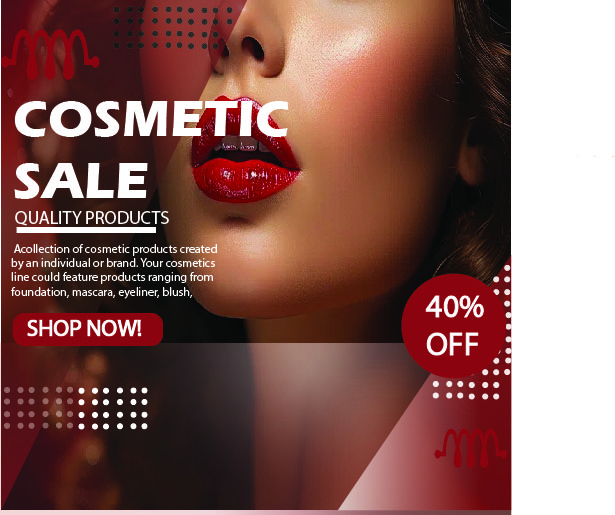 COSMETIC
SALE
QUALITY PRODUCTS
Acollection of cosmetic products created
by an individual or brand. Your cosmetics
line could feature products ranging from
foundation, mascara, eyeliner, blush,
SHOP NOW!
40%
OFF